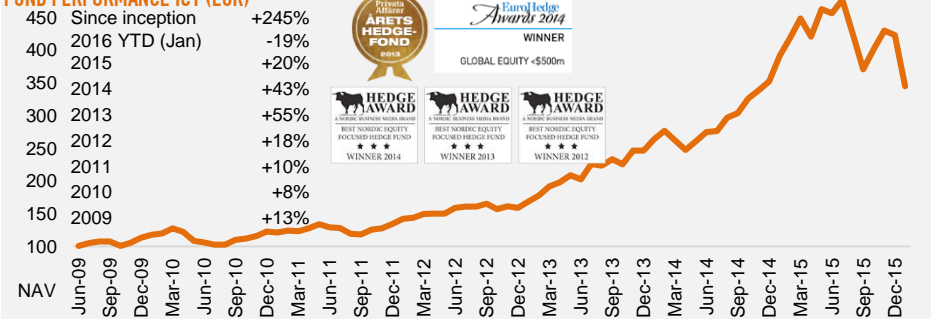 FUND PERFORMANCE ICT (EUR)
450 Since inception +245%
400 2016 YTD (Jan) -19%
2015 +20%
350 2014 +43%
300 2013 +55%
2012 +18%
250 2011 +10%
200 2010 +8%
150 2009 +13%
100
NAV
Privata
Affärer
ÅRETS
HEDGE-
FOND
2013
EuroHedge
Awards 2014
WINNER
GLOBAL EQUITY <$500m
HEDGE
AWARD
A NORDIC BUSINESS MEDIA BRAND
BEST NORDIC EQUITY
FOCUSED HEDGE FUND
WINNER 2014
HEDGE
AWARD
A NORDIC BUSINESS MEDIA BRAND
BEST NORDIC EQUITY
FOCUSED HEDGE FUND
WINNER 2013
HEDGE
AWARD
A NORDIC BUSINESS MEDIA BRAND
BEST NORDIC EQUITY
FOCUSED HEDGE FUND
WINNER 2012
Jun-09
Sep-09
Dec-09
Mar-10
Jun-10
Sep-10
Dec-10
Mar-11
Jun-11
Sep-11
Dec-11
Mar-12
Jun-12
Sep-12
Dec-12
Mar-13
Jun-13
Sep-13
Dec-13
Mar-14
Jun-14
Sep-14
Dec-14
Mar-15
Jun-15
Sep-15
Dec-15